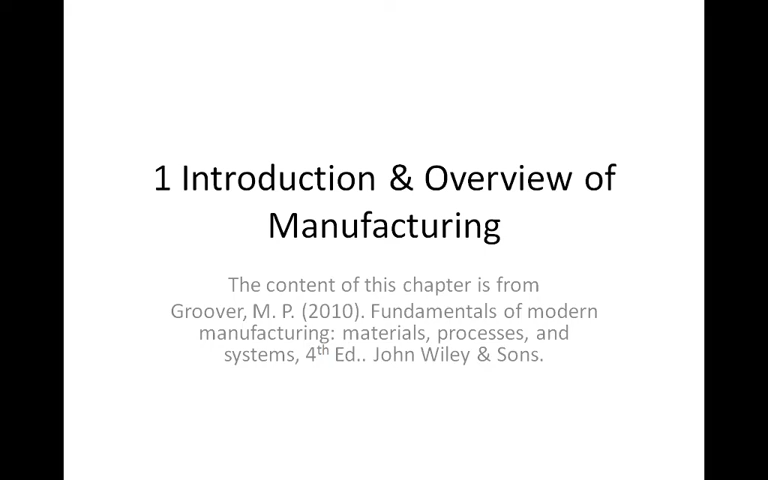 1 Introduction & Overview of
Manufacturing
The content of this chapter is from
Groover, M. P. (2010). Fundamentals of modern
manufacturing: materials, processes, and
systems, 4th Ed.. John Wiley & Sons.